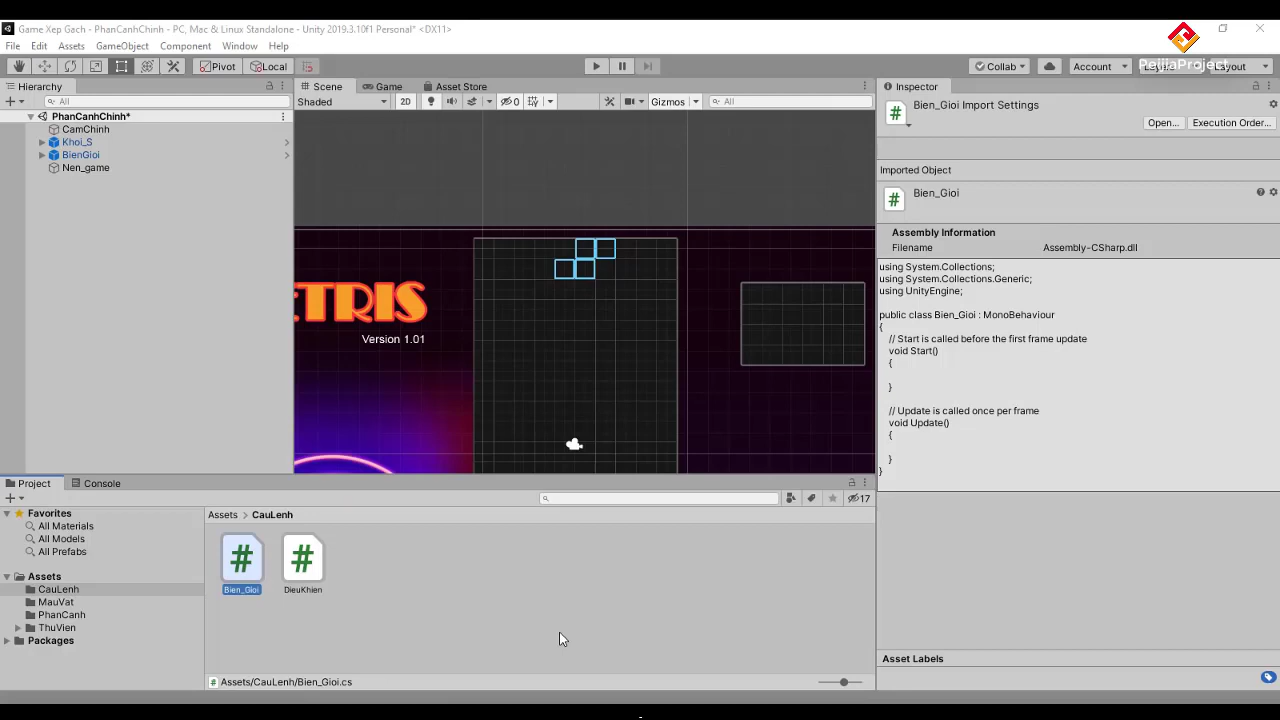 Game Xep Gach - PhanCanhChinh - PC, Mac & Linux Standalone - Unity 2019.3.10f1 Personal* <DX11>
File Edit Assets GameObject Component Window Help
Pivot Local Collab Account Layout
Hierarchy
All
PhanCanhChinh*
CamChinh
Khoi_S
BienGioi
Nen_game
Scene Game Asset Store
Shaded 2D 0 Gizmos All
ETRIS
Version 1.01
Inspector
Bien_Gioi Import Settings
Open... Execution Order...
Imported Object
Bien_Gioi
Assembly Information
Filename Assembly-CSharp.dll
using System.Collections;
using System.Collections.Generic;
using UnityEngine;
public class Bien_Gioi : MonoBehaviour
{
// Start is called before the first frame update
void Start()
{
}
// Update is called once per frame
void Update()
{
}
}
Asset Labels
Project Console
17
Favorites
All Materials
All Models
All Prefabs
Assets
CauLenh
MauVat
PhanCanh
ThuVien
Packages
Assets > CauLenh
Bien_Gioi DieuKhien
Assets/CauLenh/Bien_Gioi.cs